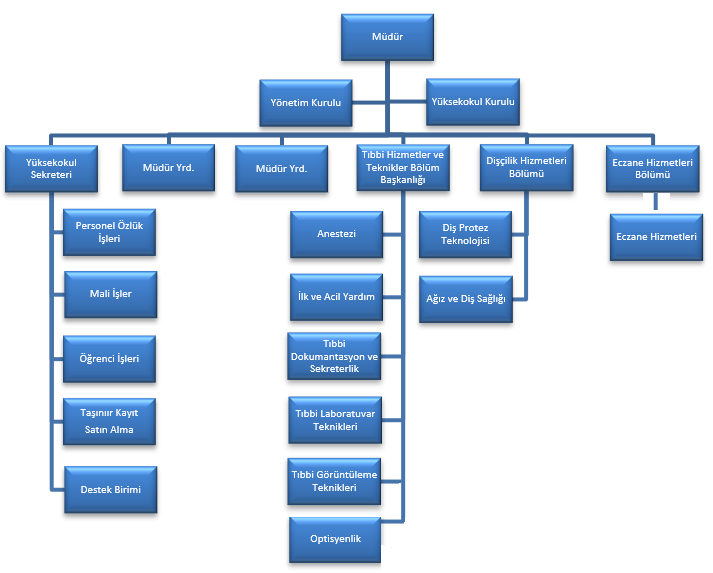 Müdür
Yönetim Kurulu
Yüksekokul Kurulu
Yüksekokul
Sekreteri
Müdür Yrd.
Müdür Yrd.
Tıbbi Hizmetler ve
Teknikler Bölüm
Başkanlığı
Dişçilik Hizmetleri
Bölümü
Eczane Hizmetleri
Bölümü
Personel Özlük
İşleri
Mali İşler
Öğrenci İşleri
Taşınıır Kayıt
Satın Alma
Destek Birimi
Anestezi
İlk ve Acil Yardım
Tıbbi
Dokumantasyon ve
Sekreterlik
Tıbbi Laboratuvar
Teknikleri
Tıbbi Görüntüleme
Teknikleri
Optisyenlik
Diş Protez
Teknolojisi
Ağız ve Diş Sağlığı
Eczane Hizmetleri